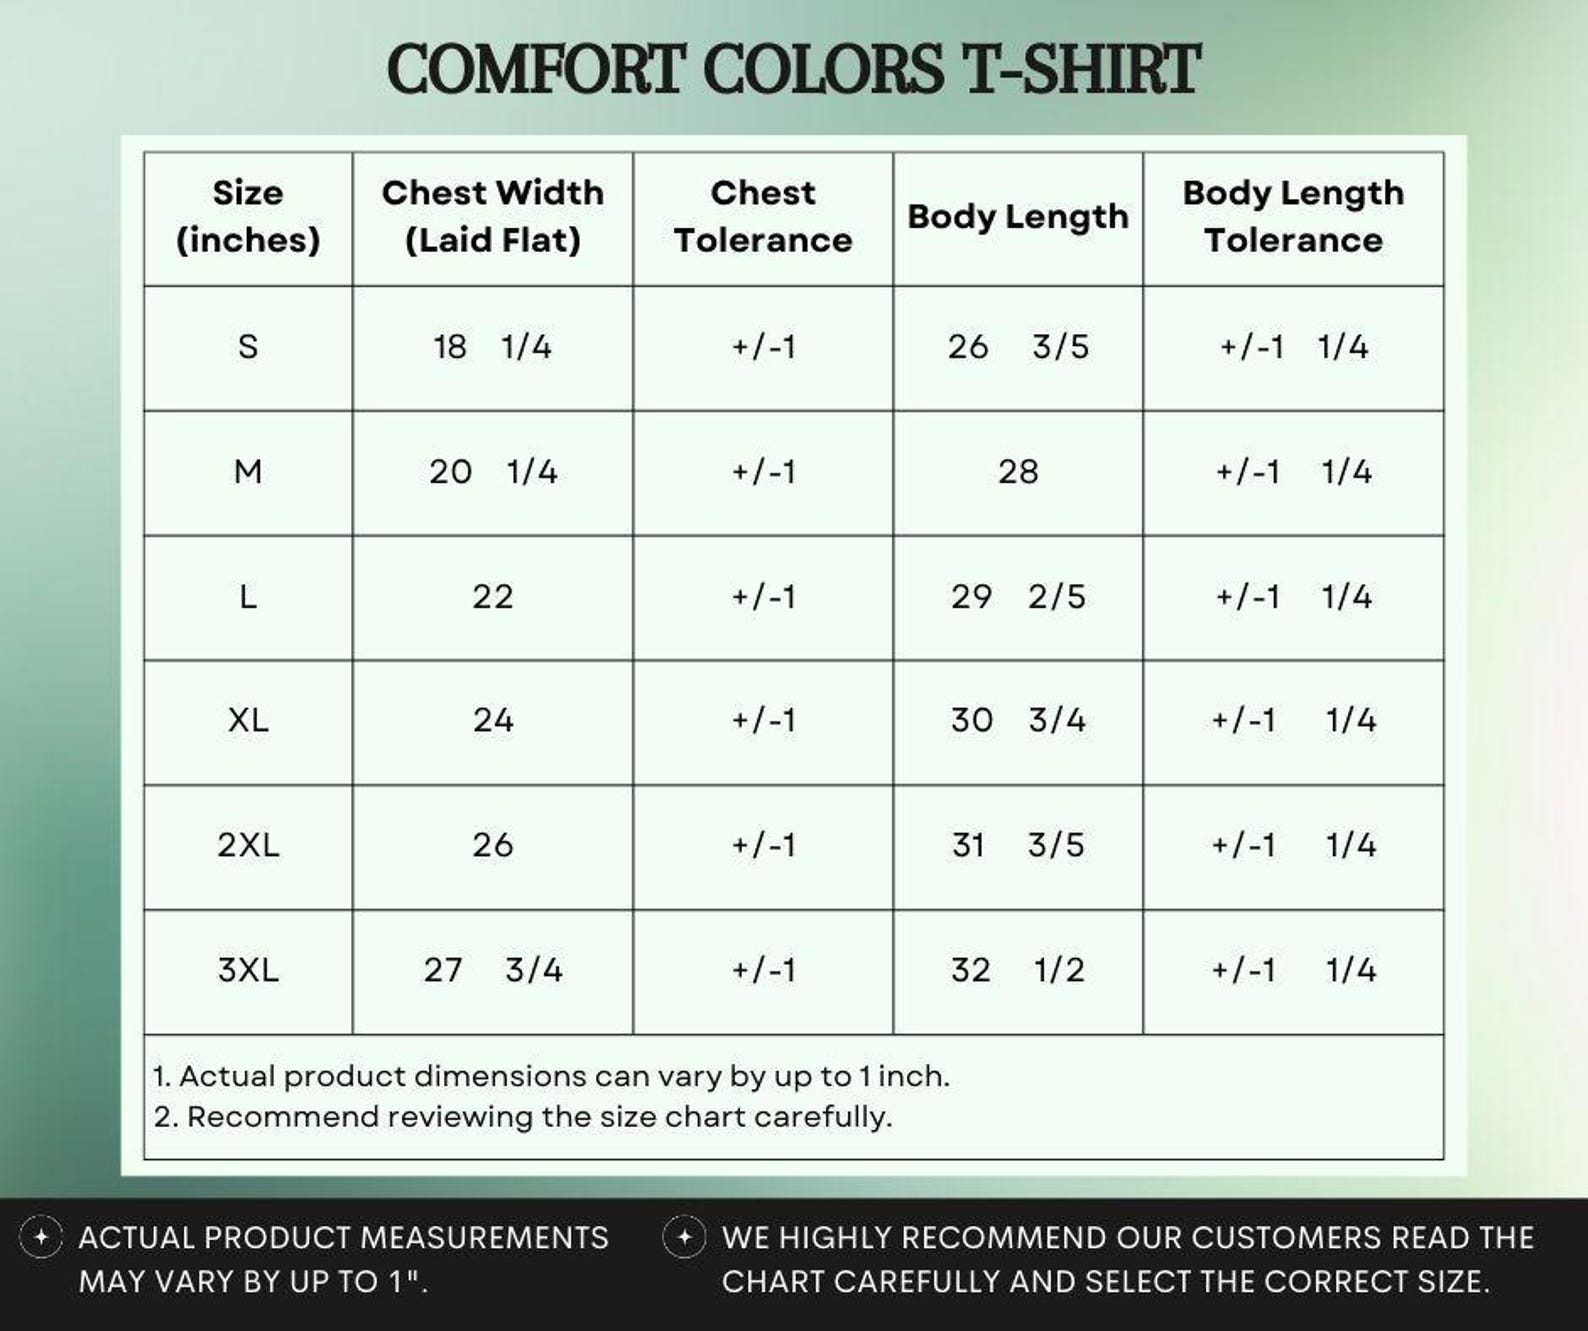 COMFORT COLORS T-SHIRT
Size (inches) Chest Width (Laid Flat) Chest Tolerance Body Length Body Length Tolerance
S 18 1/4 +/-1 26 3/5 +/-1 1/4
M 20 1/4 +/-1 28 +/-1 1/4
L 22 +/-1 29 2/5 +/-1 1/4
XL 24 +/-1 30 3/4 +/-1 1/4
2XL 26 +/-1 31 3/5 +/-1 1/4
3XL 27 3/4 +/-1 32 1/2 +/-1 1/4
1. Actual product dimensions can vary by up to 1 inch.
2. Recommend reviewing the size chart carefully.
ACTUAL PRODUCT MEASUREMENTS
MAY VARY BY UP TO 1".
WE HIGHLY RECOMMEND OUR CUSTOMERS READ THE
CHART CAREFULLY AND SELECT THE CORRECT SIZE.